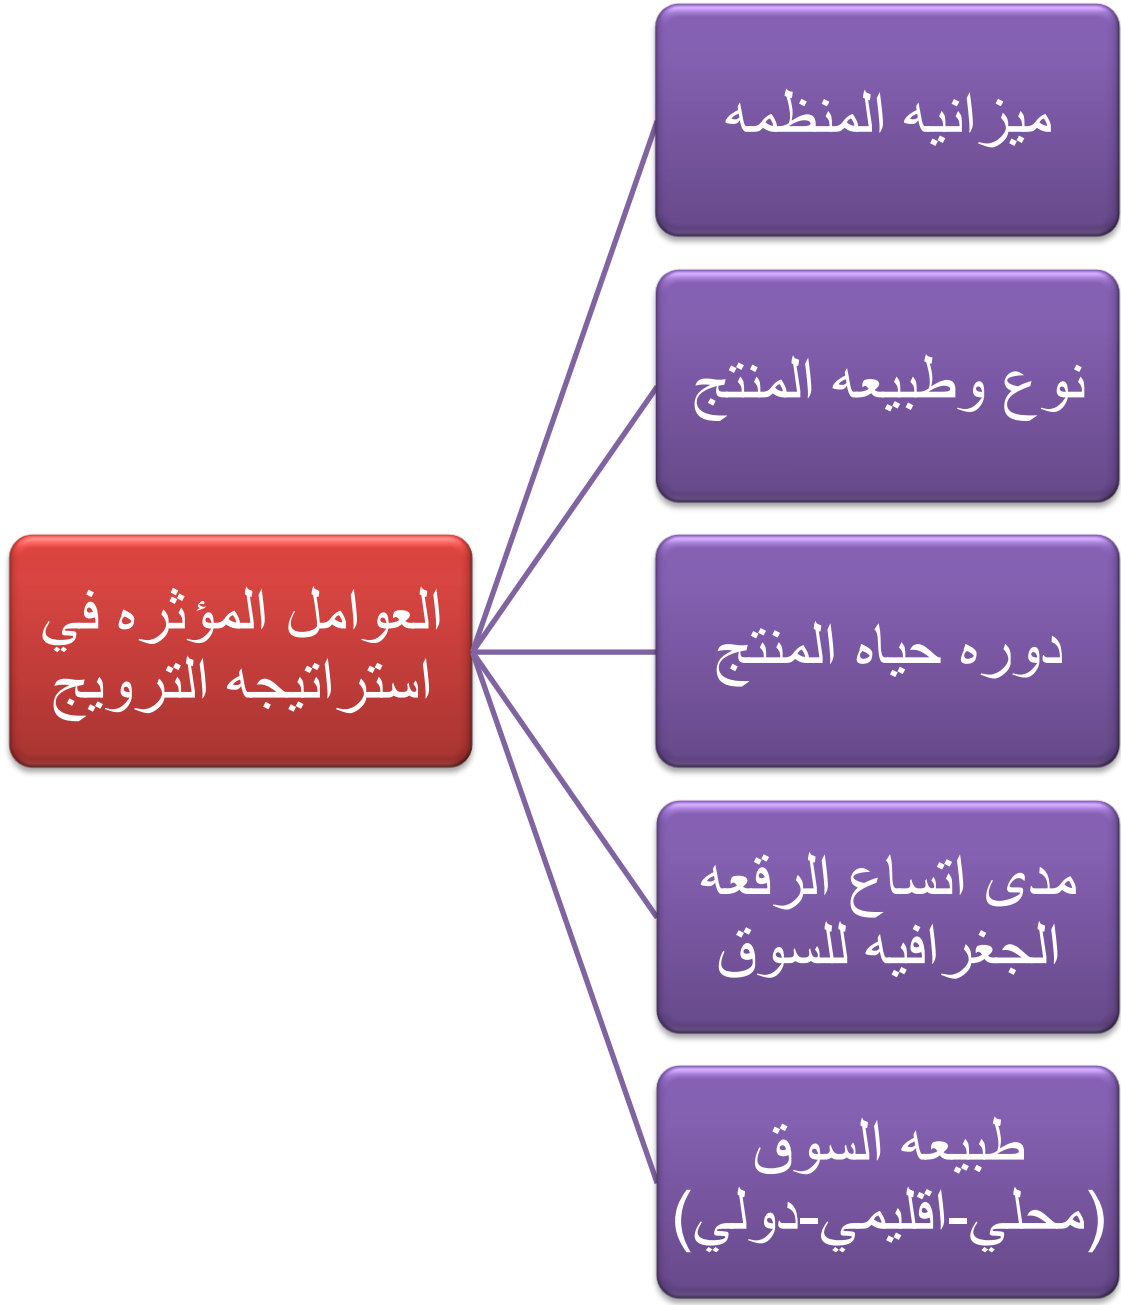 العوامل المؤثره في
استراتيجه الترويج
ميزانيه المنظمه
نوع وطبيعه المنتج
دوره حياه المنتج
مدى اتساع الرقعه
الجغرافيه للسوق
طبيعه السوق
(محلي-اقليمي-دولي)